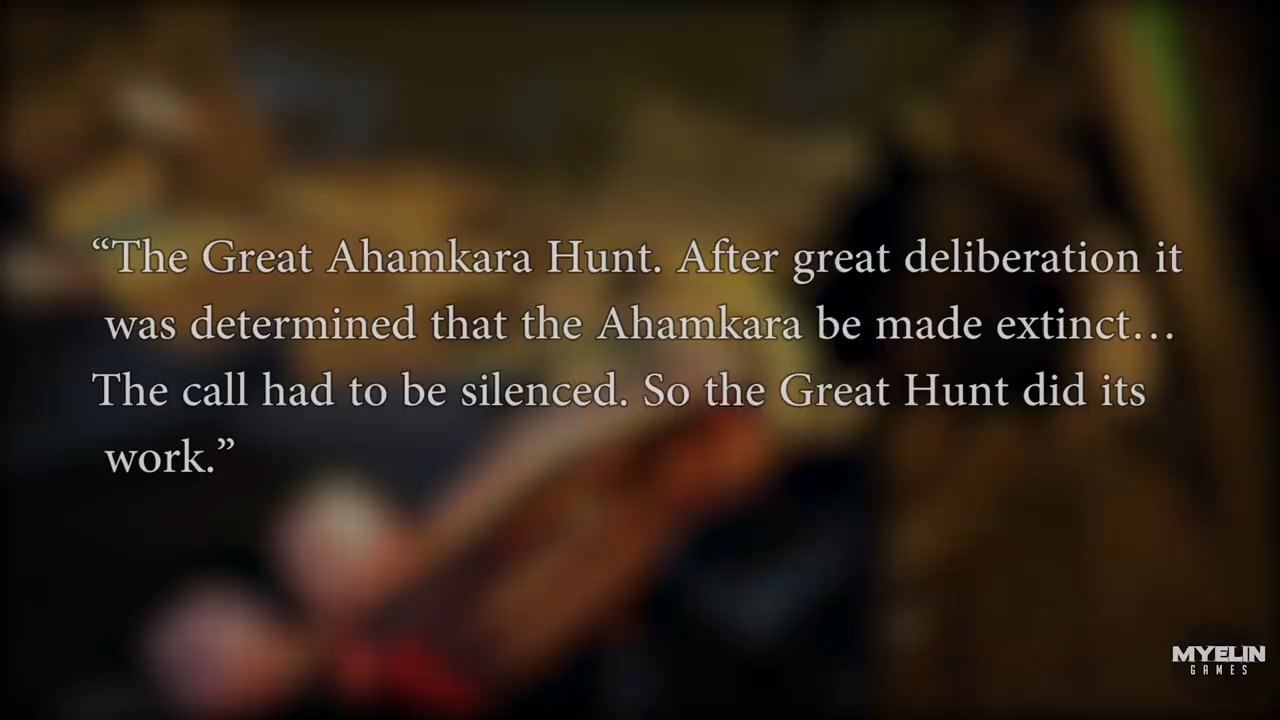 “The Great Ahamkara Hunt. After great deliberation it
was determined that the Ahamkara be made extinct…
The call had to be silenced. So the Great Hunt did its
work.”
MYELIN
GAMES